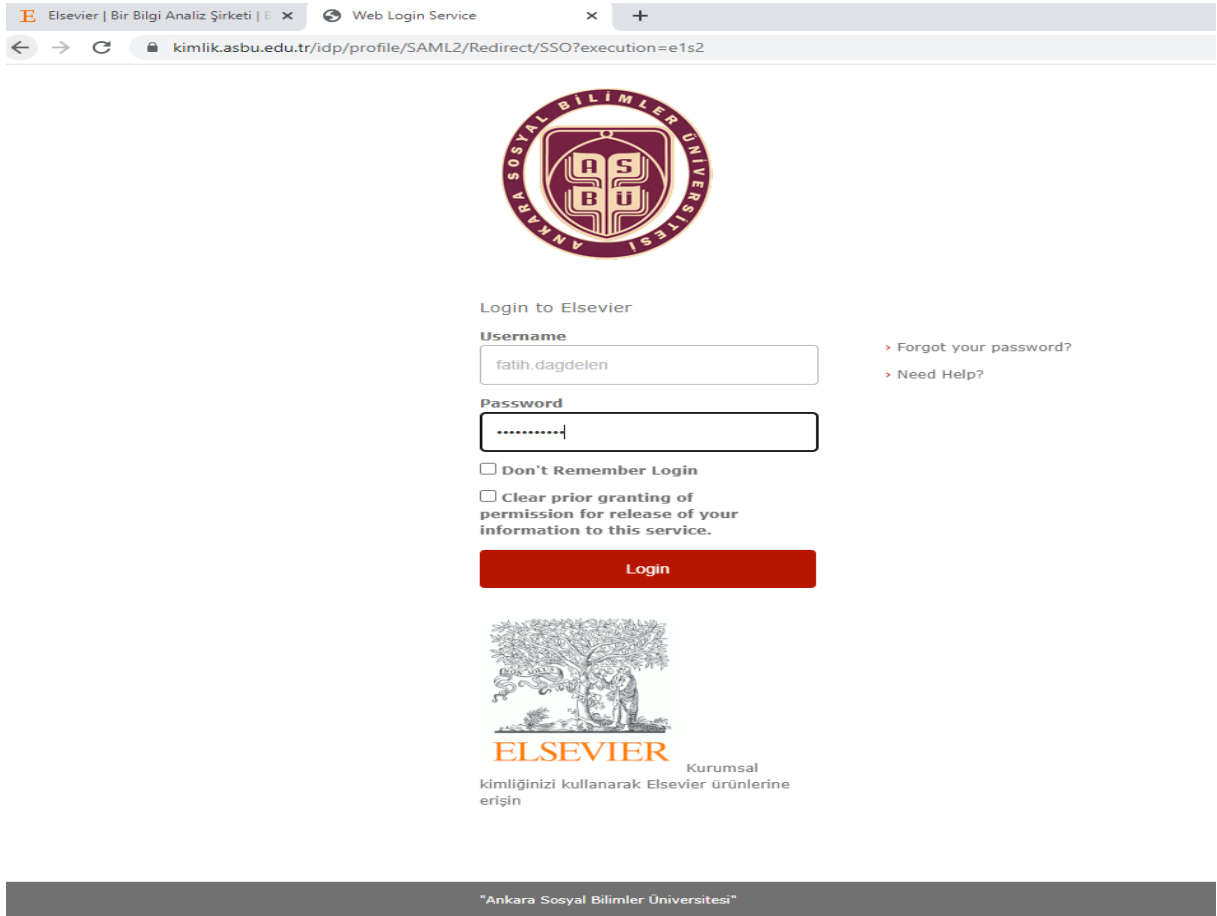 Elsevier | Bir Bilgi Analiz Şirketi | B
Web Login Service
kimlik.asbu.edu.tr/idp/profile/SAML2/Redirect/SSO?execution=e1s2
ANKARA SOSYAL BİLİMLER ÜNİVERSİTESİ
A S
B Ü
Login to Elsevier
Username
fatih.dagdelen
> Forgot your password?
> Need Help?
Password
•••••••••••
Don't Remember Login
Clear prior granting of
permission for release of your
information to this service.
Login
NON SOLUS
ELSEVIER
Kurumsal
kimliğinizi kullanarak Elsevier ürünlerine
erişin
"Ankara Sosyal Bilimler Üniversitesi"